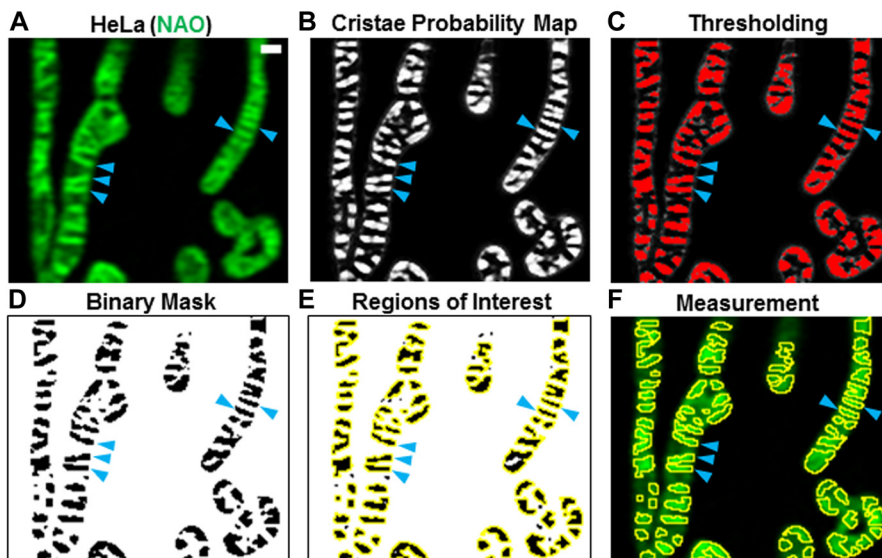 A HeLa (NAO)
B Cristae Probability Map
C Thresholding
D Binary Mask
E Regions of Interest
F Measurement